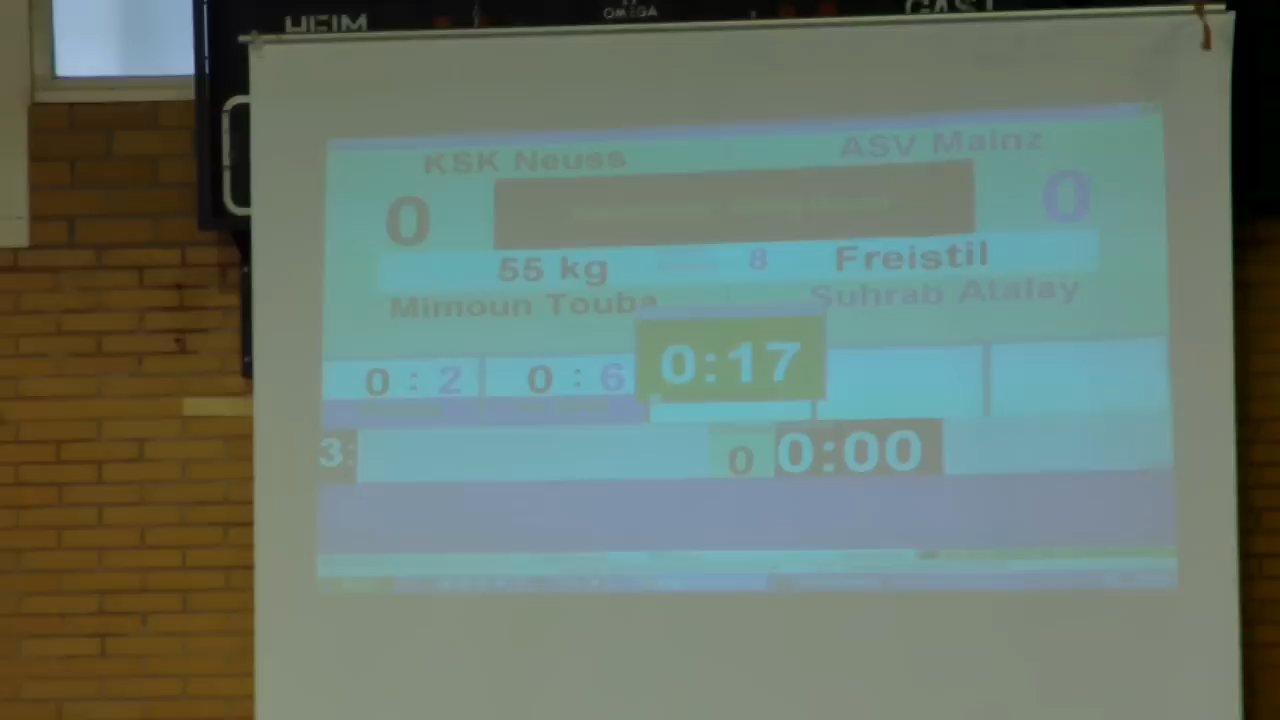 HEIM OMEGA GAST
KSK Neuss ASV Mainz
0 0
55 kg 8 Freistil
Mimoun Touba Suhrab Atalay
0 : 2 0 : 6 0:17
3: 0 0:00